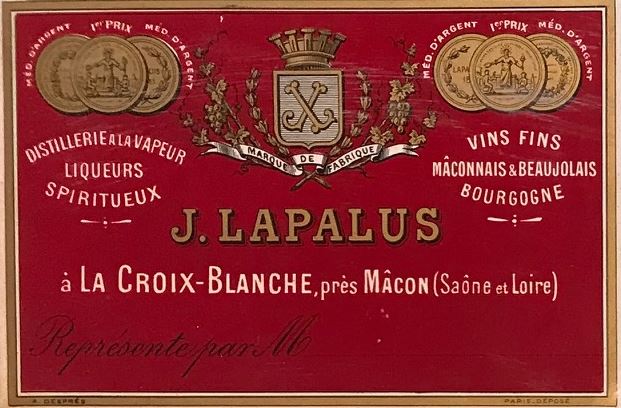 MÉD. D'ARGENT 1er PRIX MÉD. D'ARGENT
MÉD. D'ARGENT 1er PRIX MÉD. D'ARGENT
MARQUE DE FABRIQUE
DISTILLERIE A LA VAPEUR
LIQUEURS
SPIRITUEUX
VINS FINS
MÂCONNAIS & BEAUJOLAIS
BOURGOGNE
J. LAPALUS
à LA CROIX-BLANCHE, près MÂCON (Saône et Loire)
Représente par M
A. DESPRÉS
PARIS. DÉPOSÉ